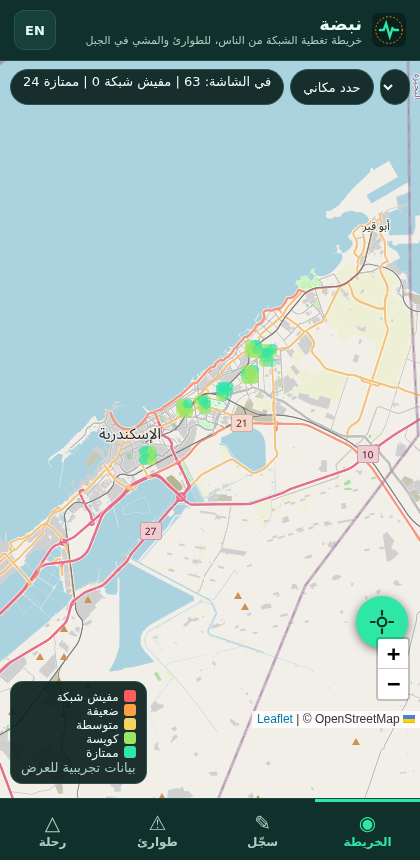 نبضة
خريطة تغطية الشبكة من الناس، للطوارئ والمشي في الجبل
EN
حدد مكاني
في الشاشة: 63 | مفيش شبكة 0 | ممتازة 24
أبو قير
الإسكندرية
21
10
27
+
−
Leaflet | © OpenStreetMap
مفيش شبكة
ضعيفة
متوسطة
كويسة
ممتازة
بيانات تجريبية للعرض
الخريطة
سجّل
طوارئ
رحلة